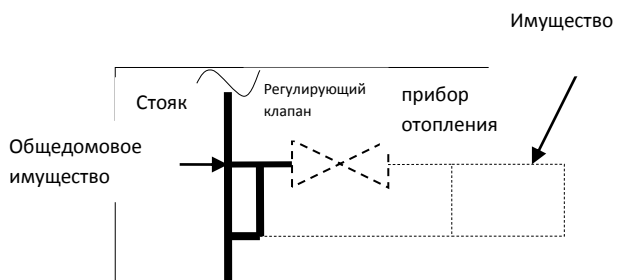 Имущество
Стояк
Регулирующий
клапан
прибор
отопления
Общедомовое
имущество